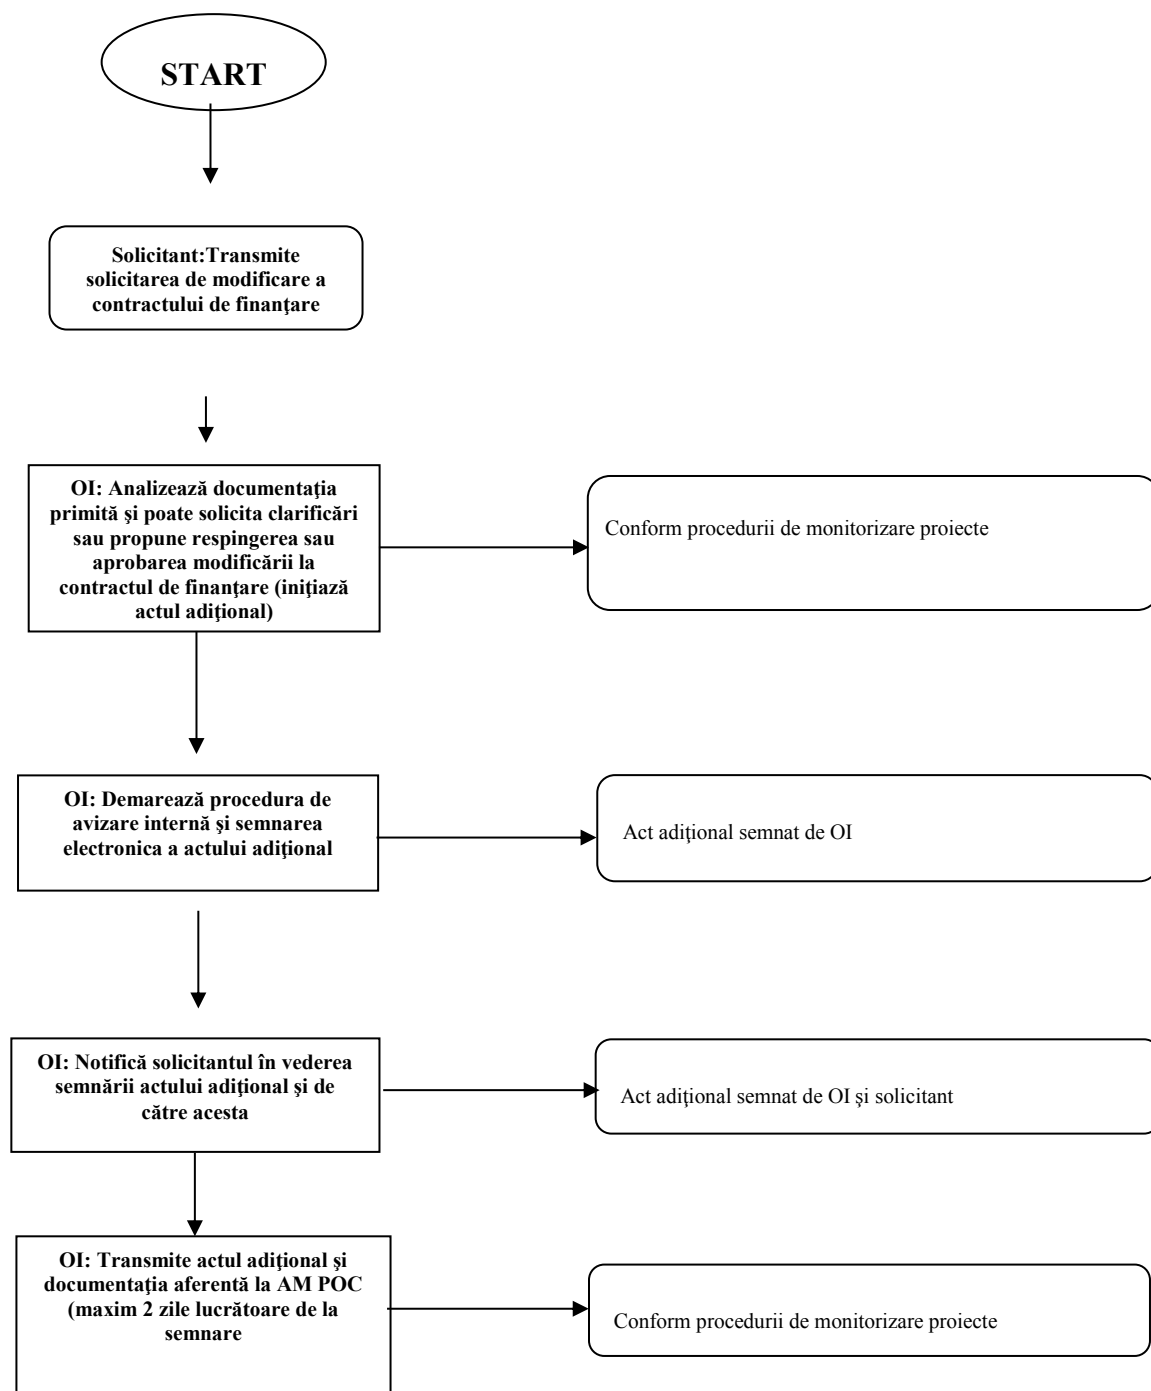 START
Solicitant:Transmite
solicitarea de modificare a
contractului de finanţare
OI: Analizează documentaţia
primită şi poate solicita clarificări
sau propune respingerea sau
aprobarea modificării la
contractul de finanţare (iniţiază
actul adiţional)
Conform procedurii de monitorizare proiecte
OI: Demarează procedura de
avizare internă şi semnarea
electronica a actului adiţional
Act adiţional semnat de OI
OI: Notifică solicitantul în vederea
semnării actului adiţional şi de
către acesta
Act adiţional semnat de OI şi solicitant
OI: Transmite actul adiţional şi
documentaţia aferentă la AM POC
(maxim 2 zile lucrătoare de la
semnare
Conform procedurii de monitorizare proiecte